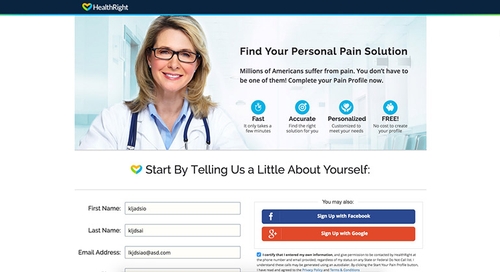 HealthRight
Find Your Personal Pain Solution
Millions of Americans suffer from pain. You don't have to
be one of them! Complete your Pain Profile now.
Fast
It only takes a
few minutes
Accurate
Find the right
solution for you
Personalized
Customized to
meet your needs
FREE!
No cost to create
your profile.
Start By Telling Us a Little About Yourself:
First Name:
kljadsio
Last Name:
kljdsai
Email Address:
lkjdsiao@asd.com
You may also:
Sign Up with Facebook
Sign Up with Google
I certify that I entered my own information, and give permission to be contacted by HealthRight at
the phone number and email provided, regardless of my status on any State or Federal Do Not Call list. I
understand these calls may be generated using an autodialer. By clicking the Start Your Pain Profile button,
I have read and agreed to the Privacy Policy and Terms & Conditions